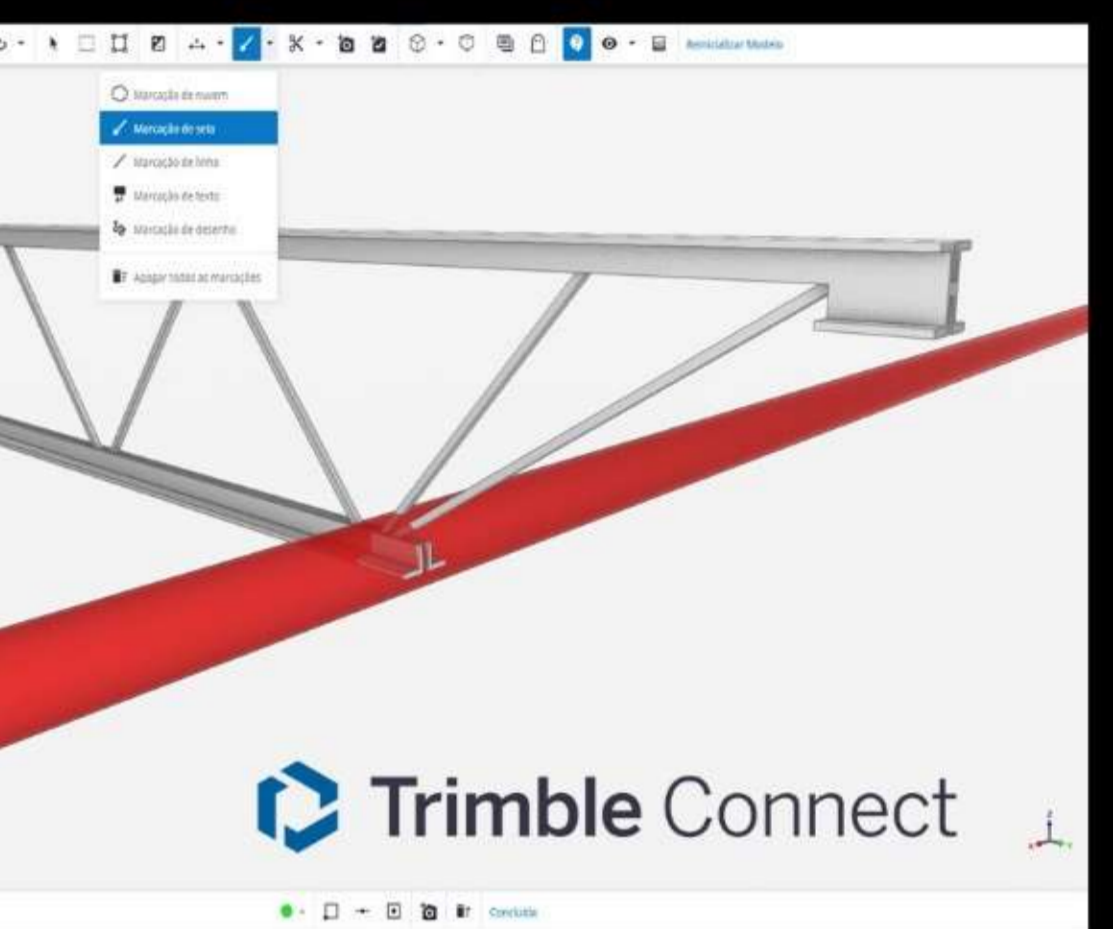 Reinicializar Modelo
Marcação de nuvem
Marcação de seta
Marcação de linha
Marcação de texto
Marcação de desenho
Apagar todas as marcações
Trimble Connect
z
x
Concluído